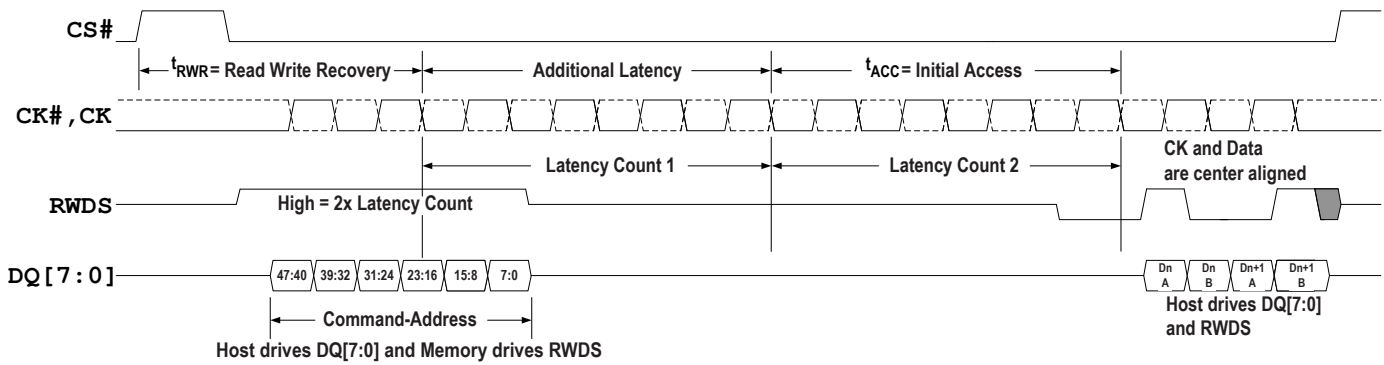 CS#
tRWR= Read Write Recovery
Additional Latency
tACC= Initial Access
CK#,CK
Latency Count 1
Latency Count 2
CK and Data
are center aligned
RWDS
High = 2x Latency Count
DQ[7:0]
47:40 39:32 31:24 23:16 15:8 7:0
Dn Dn Dn+1 Dn+1
A B A B
Command-Address
Host drives DQ[7:0]
and RWDS
Host drives DQ[7:0] and Memory drives RWDS